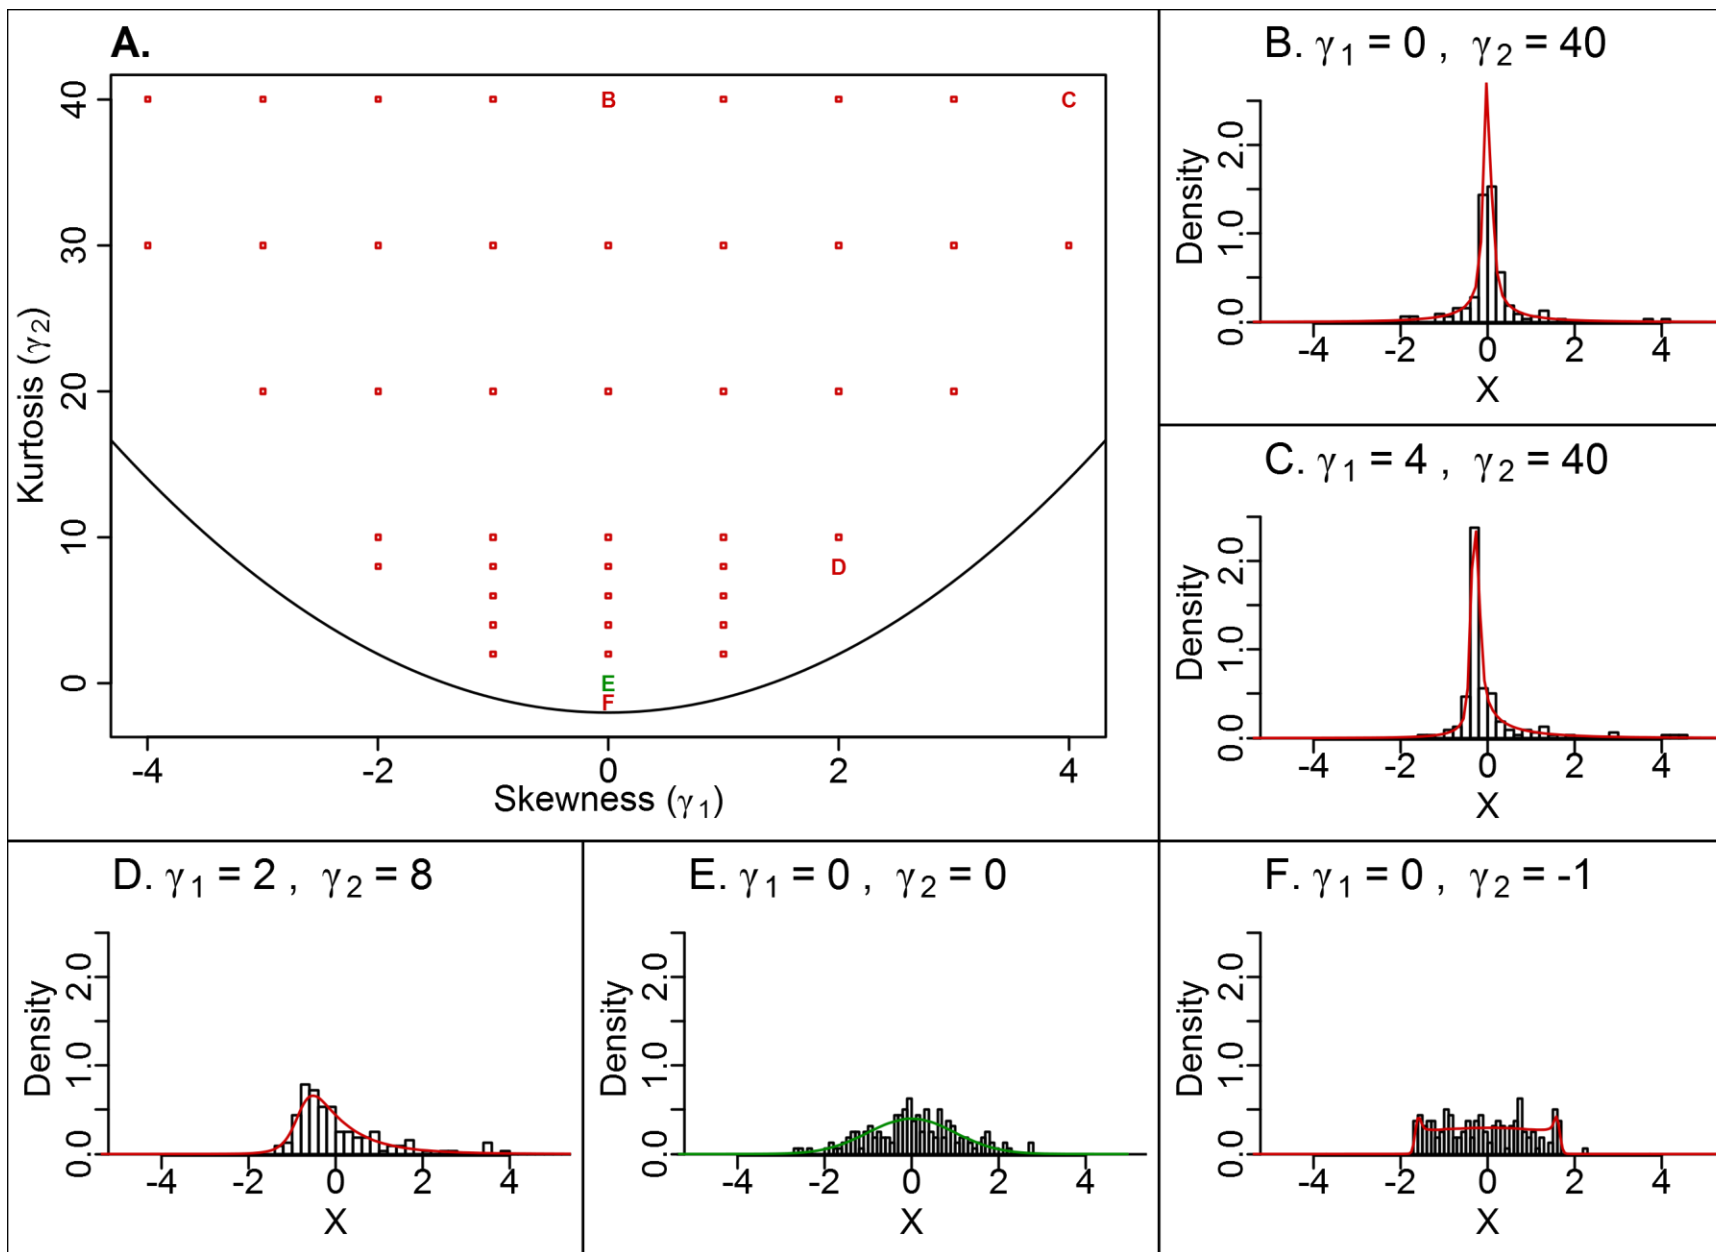 A.
40
30
20
10
0
Kurtosis (γ2)
B
C
D
E
F
-4 -2 0 2 4
Skewness (γ1)
B. γ1 = 0 , γ2 = 40
Density
0.0 1.0 2.0
-4 -2 0 2 4
X
C. γ1 = 4 , γ2 = 40
Density
0.0 1.0 2.0
-4 -2 0 2 4
X
D. γ1 = 2 , γ2 = 8
Density
0.0 1.0 2.0
-4 -2 0 2 4
X
E. γ1 = 0 , γ2 = 0
Density
0.0 1.0 2.0
-4 -2 0 2 4
X
F. γ1 = 0 , γ2 = -1
Density
0.0 1.0 2.0
-4 -2 0 2 4
X